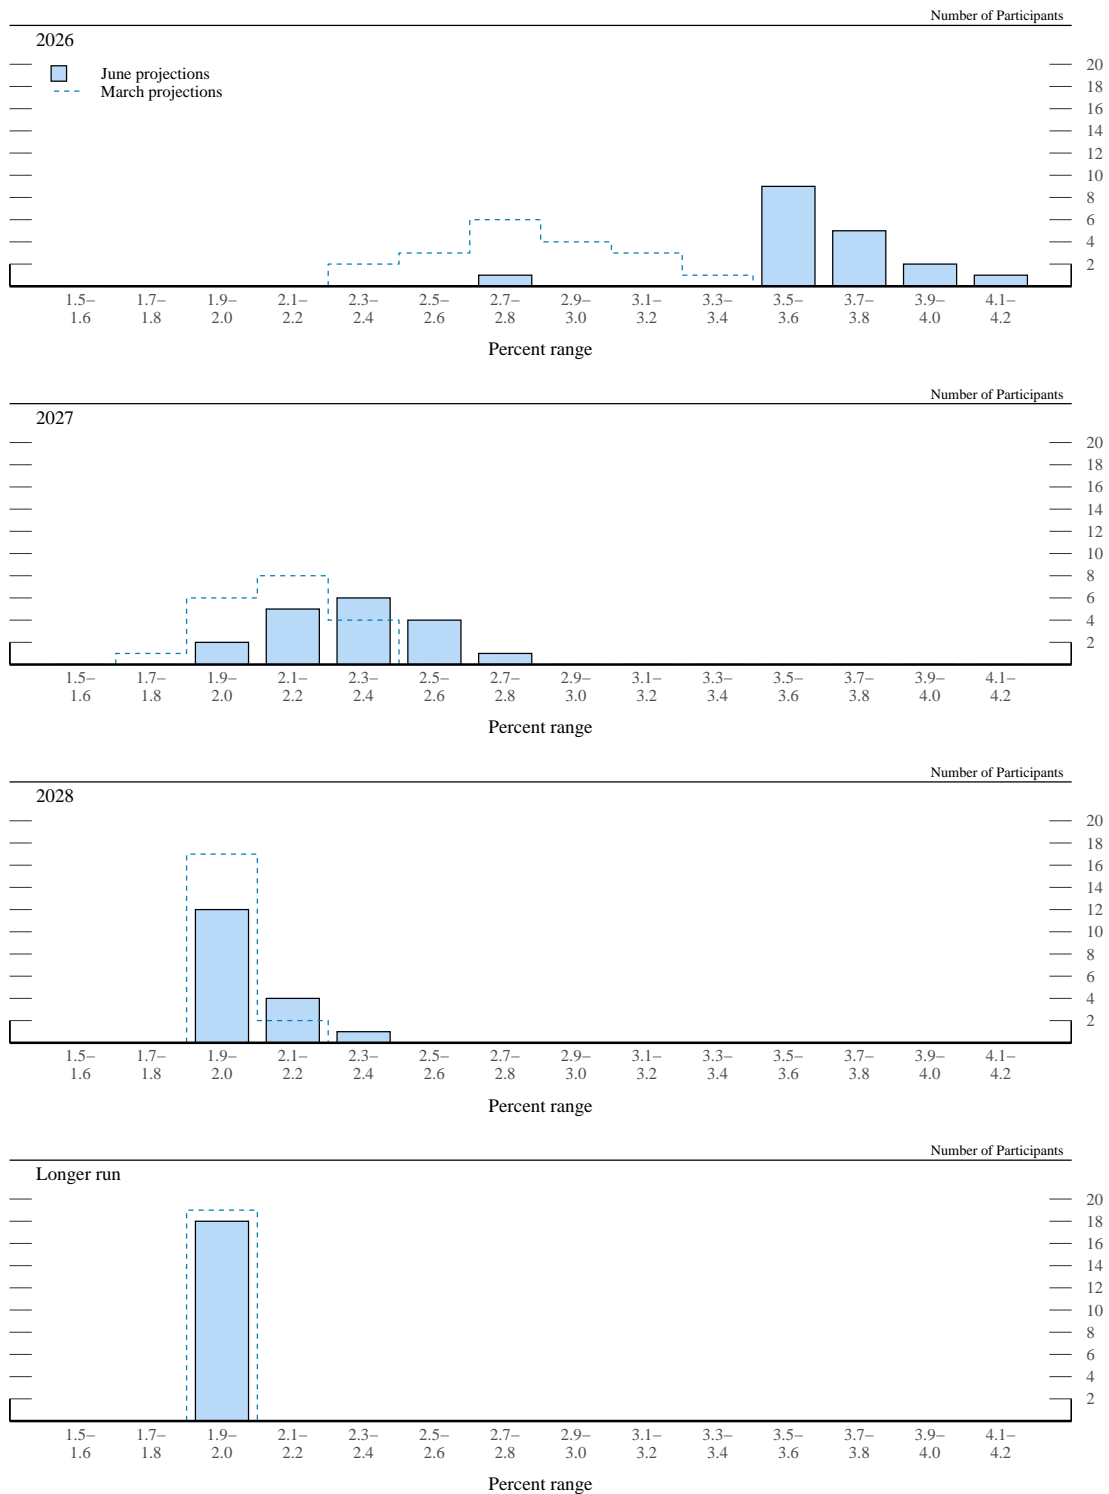 Number of Participants
2026
June projections
March projections
20
18
16
14
12
10
8
6
4
2
1.5– 1.7– 1.9– 2.1– 2.3– 2.5– 2.7– 2.9– 3.1– 3.3– 3.5– 3.7– 3.9– 4.1–
1.6 1.8 2.0 2.2 2.4 2.6 2.8 3.0 3.2 3.4 3.6 3.8 4.0 4.2
Percent range
Number of Participants
2027
20
18
16
14
12
10
8
6
4
2
1.5– 1.7– 1.9– 2.1– 2.3– 2.5– 2.7– 2.9– 3.1– 3.3– 3.5– 3.7– 3.9– 4.1–
1.6 1.8 2.0 2.2 2.4 2.6 2.8 3.0 3.2 3.4 3.6 3.8 4.0 4.2
Percent range
Number of Participants
2028
20
18
16
14
12
10
8
6
4
2
1.5– 1.7– 1.9– 2.1– 2.3– 2.5– 2.7– 2.9– 3.1– 3.3– 3.5– 3.7– 3.9– 4.1–
1.6 1.8 2.0 2.2 2.4 2.6 2.8 3.0 3.2 3.4 3.6 3.8 4.0 4.2
Percent range
Number of Participants
Longer run
20
18
16
14
12
10
8
6
4
2
1.5– 1.7– 1.9– 2.1– 2.3– 2.5– 2.7– 2.9– 3.1– 3.3– 3.5– 3.7– 3.9– 4.1–
1.6 1.8 2.0 2.2 2.4 2.6 2.8 3.0 3.2 3.4 3.6 3.8 4.0 4.2
Percent range